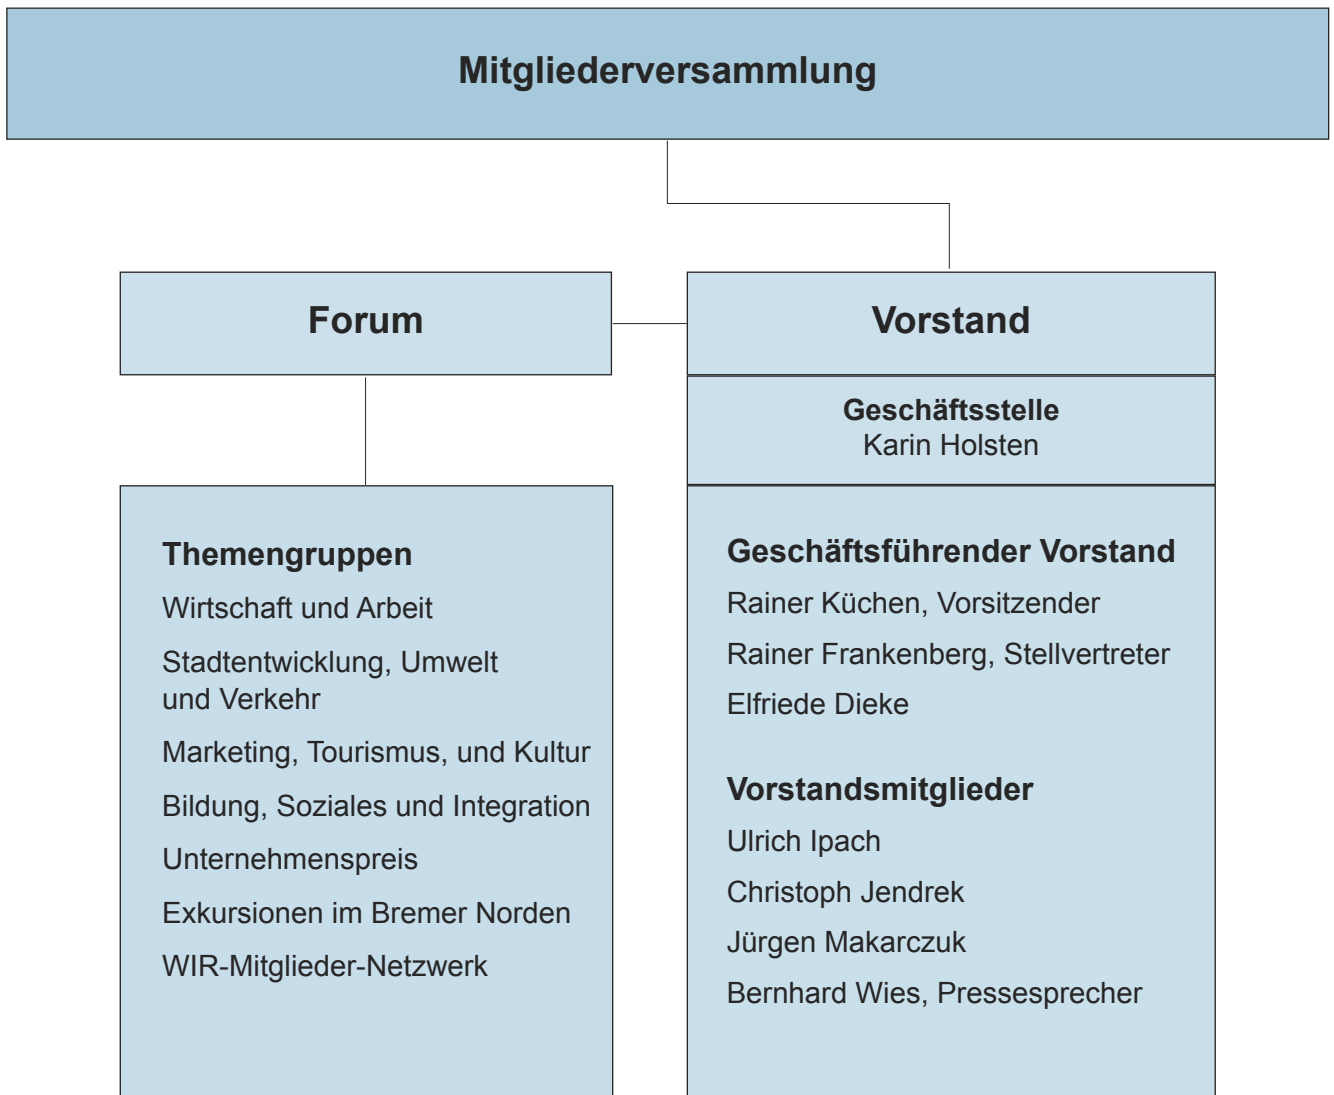 Mitgliederversammlung
Forum
Themengruppen
Wirtschaft und Arbeit
Stadtentwicklung, Umwelt
und Verkehr
Marketing, Tourismus, und Kultur
Bildung, Soziales und Integration
Unternehmenspreis
Exkursionen im Bremer Norden
WIR-Mitglieder-Netzwerk
Vorstand
Geschäftsstelle
Karin Holsten
Geschäftsführender Vorstand
Rainer Küchen, Vorsitzender
Rainer Frankenberg, Stellvertreter
Elfriede Dieke
Vorstandsmitglieder
Ulrich Ipach
Christoph Jendrek
Jürgen Makarczuk
Bernhard Wies, Pressesprecher